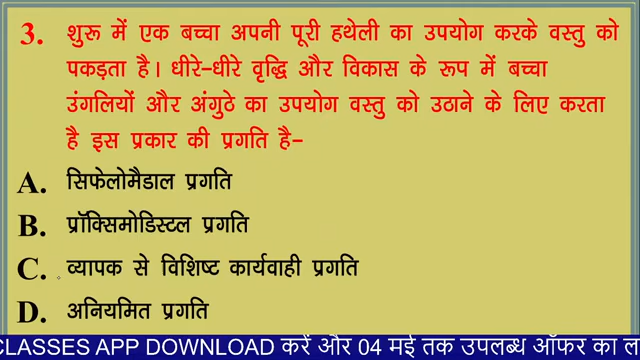 3. शुरू में एक बच्चा अपनी पूरी हथेली का उपयोग करके वस्तु को
पकड़ता है। धीरे-धीरे वृद्धि और विकास के रूप में बच्चा
उंगलियों और अंगुठे का उपयोग वस्तु को उठाने के लिए करता
है इस प्रकार की प्रगति है-
A. सिफेलोमैडाल प्रगति
B. प्रॉक्सिमोडिस्टल प्रगति
C. व्यापक से विशिष्ट कार्यवाही प्रगति
D. अनियमित प्रगति
CLASSES APP DOWNLOAD करें और 04 मई तक उपलब्ध ऑफर का ल